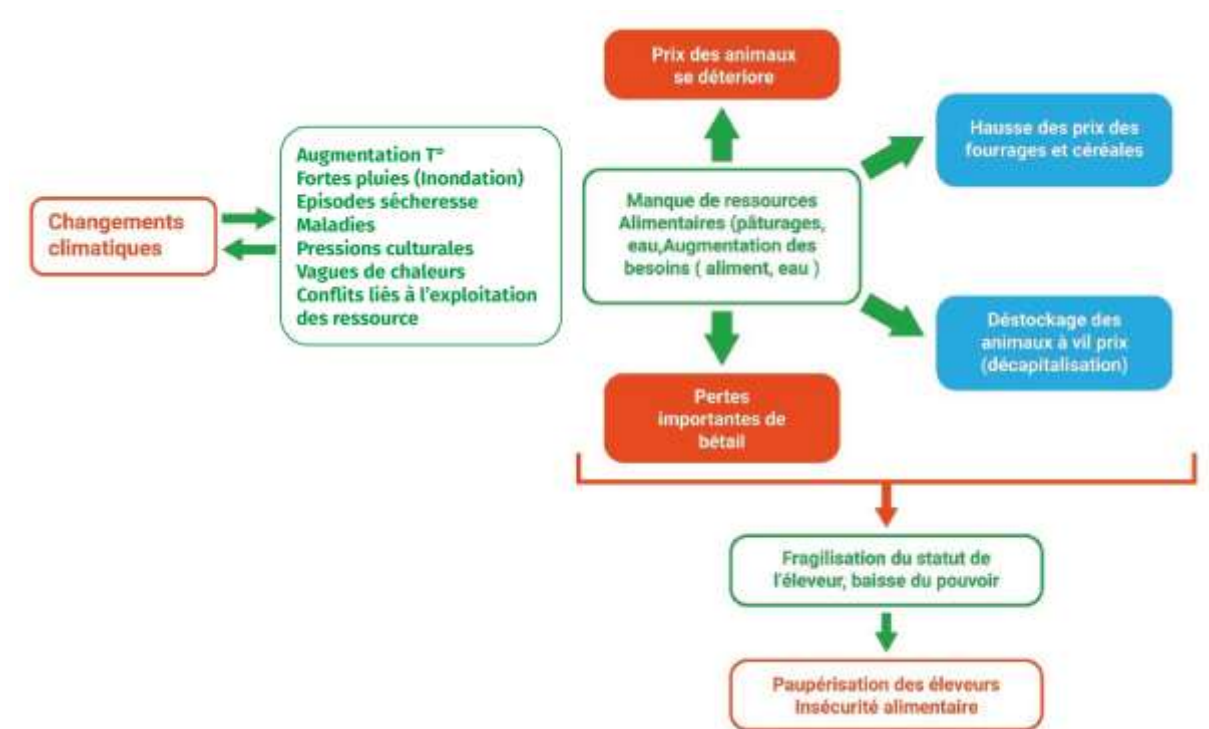 Prix des animaux
se déteriore
Hausse des prix des
fourrages et céréales
Augmentation T°
Fortes pluies (Inondation)
Episodes sécheresse
Maladies
Pressions culturales
Vagues de chaleurs
Conflits liés à l'exploitation
des ressource
Changements
climatiques
Manque de ressources
Alimentaires (pâturages,
eau,Augmentation des
besoins ( aliment, eau )
Déstockage des
animaux à vil prix
(décapitalisation)
Pertes
importantes de
bétail
Fragilisation du statut de
l'éleveur, baisse du pouvoir
Paupérisation des éleveurs
Insécurité alimentaire